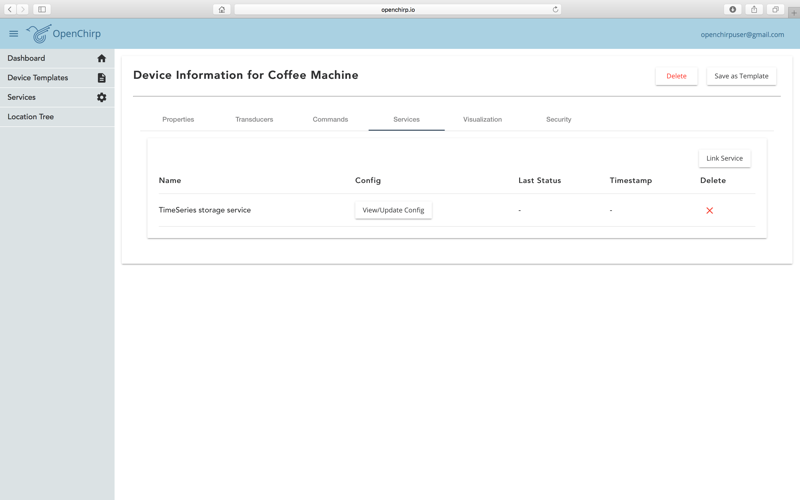 openchirp.io
OpenChirp
openchirpuser@gmail.com
Dashboard
Device Templates
Services
Location Tree
Device Information for Coffee Machine
Delete
Save as Template
Properties
Transducers
Commands
Services
Visualization
Security
Link Service
Name
Config
Last Status
Timestamp
Delete
TimeSeries storage service
View/Update Config
-
-